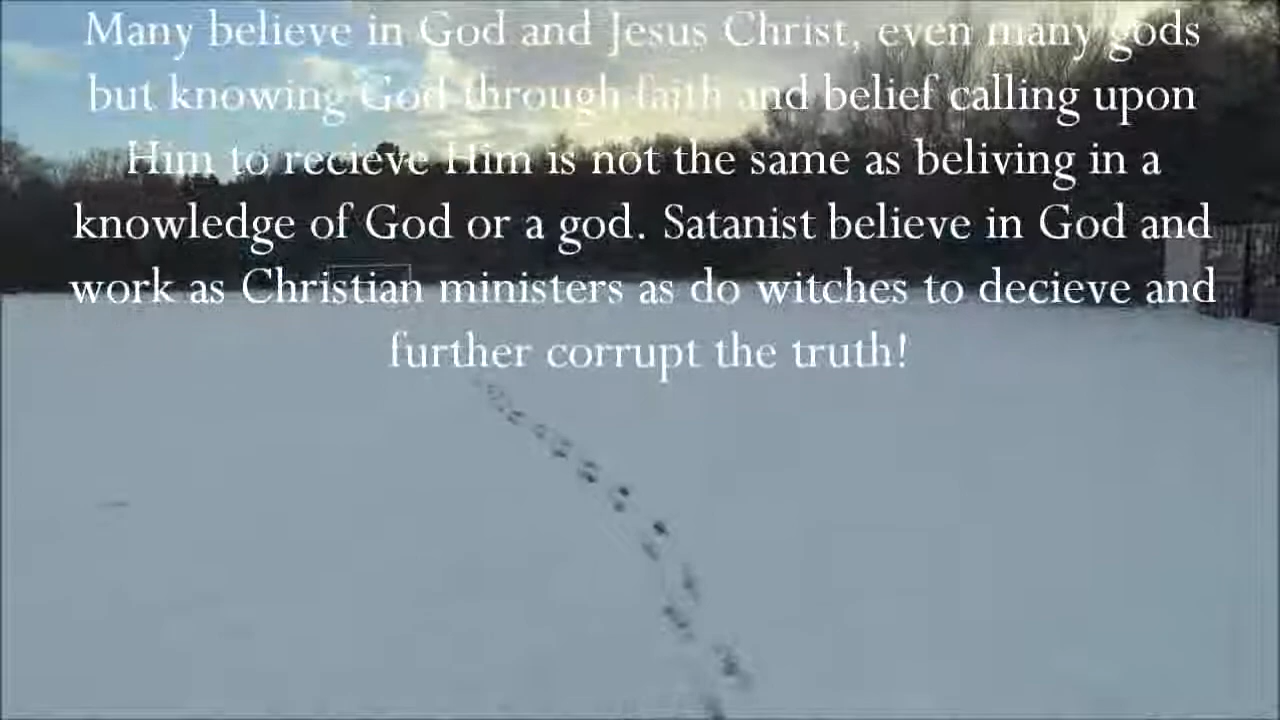 Many believe in God and Jesus Christ, even many gods
but knowing God through faith and belief calling upon
Him to recieve Him is not the same as beliving in a
knowledge of God or a god. Satanist believe in God and
work as Christian ministers as do witches to decieve and
further corrupt the truth!